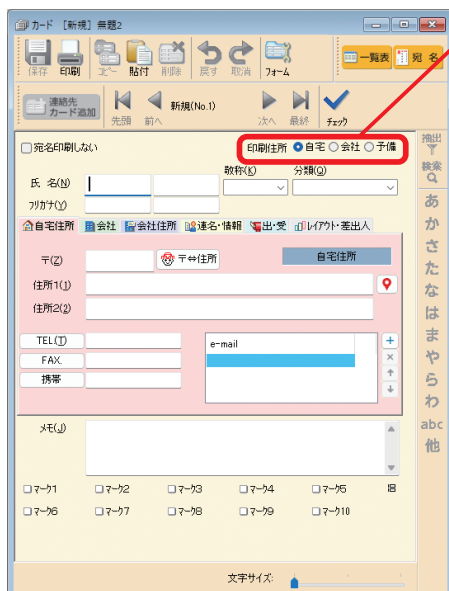 カード [新規] 無題2
保存 印刷 コピー 貼付 削除 戻す 取消 フォーム 一覧表 宛 名
連絡先
カード追加
先頭 前へ 新規(No.1) 次へ 最終 チェック
宛名印刷しない 印刷住所 自宅 会社 予備
抽出
検索
敬称(K) 分類(Q)
氏 名(N)
フリガナ(Y)
自宅住所 会社 会社住所 連名・情報 出・受 レイアウト・差出人
〒(Z) 〒⇔住所 自宅住所
住所1(1)
住所2(2)
TEL(T) e-mail
FAX.
携帯
メモ(J)
マーク1 マーク2 マーク3 マーク4 マーク5
マーク6 マーク7 マーク8 マーク9 マーク10
あ
か
さ
た
な
は
ま
や
ら
わ
abc
他
文字サイズ: